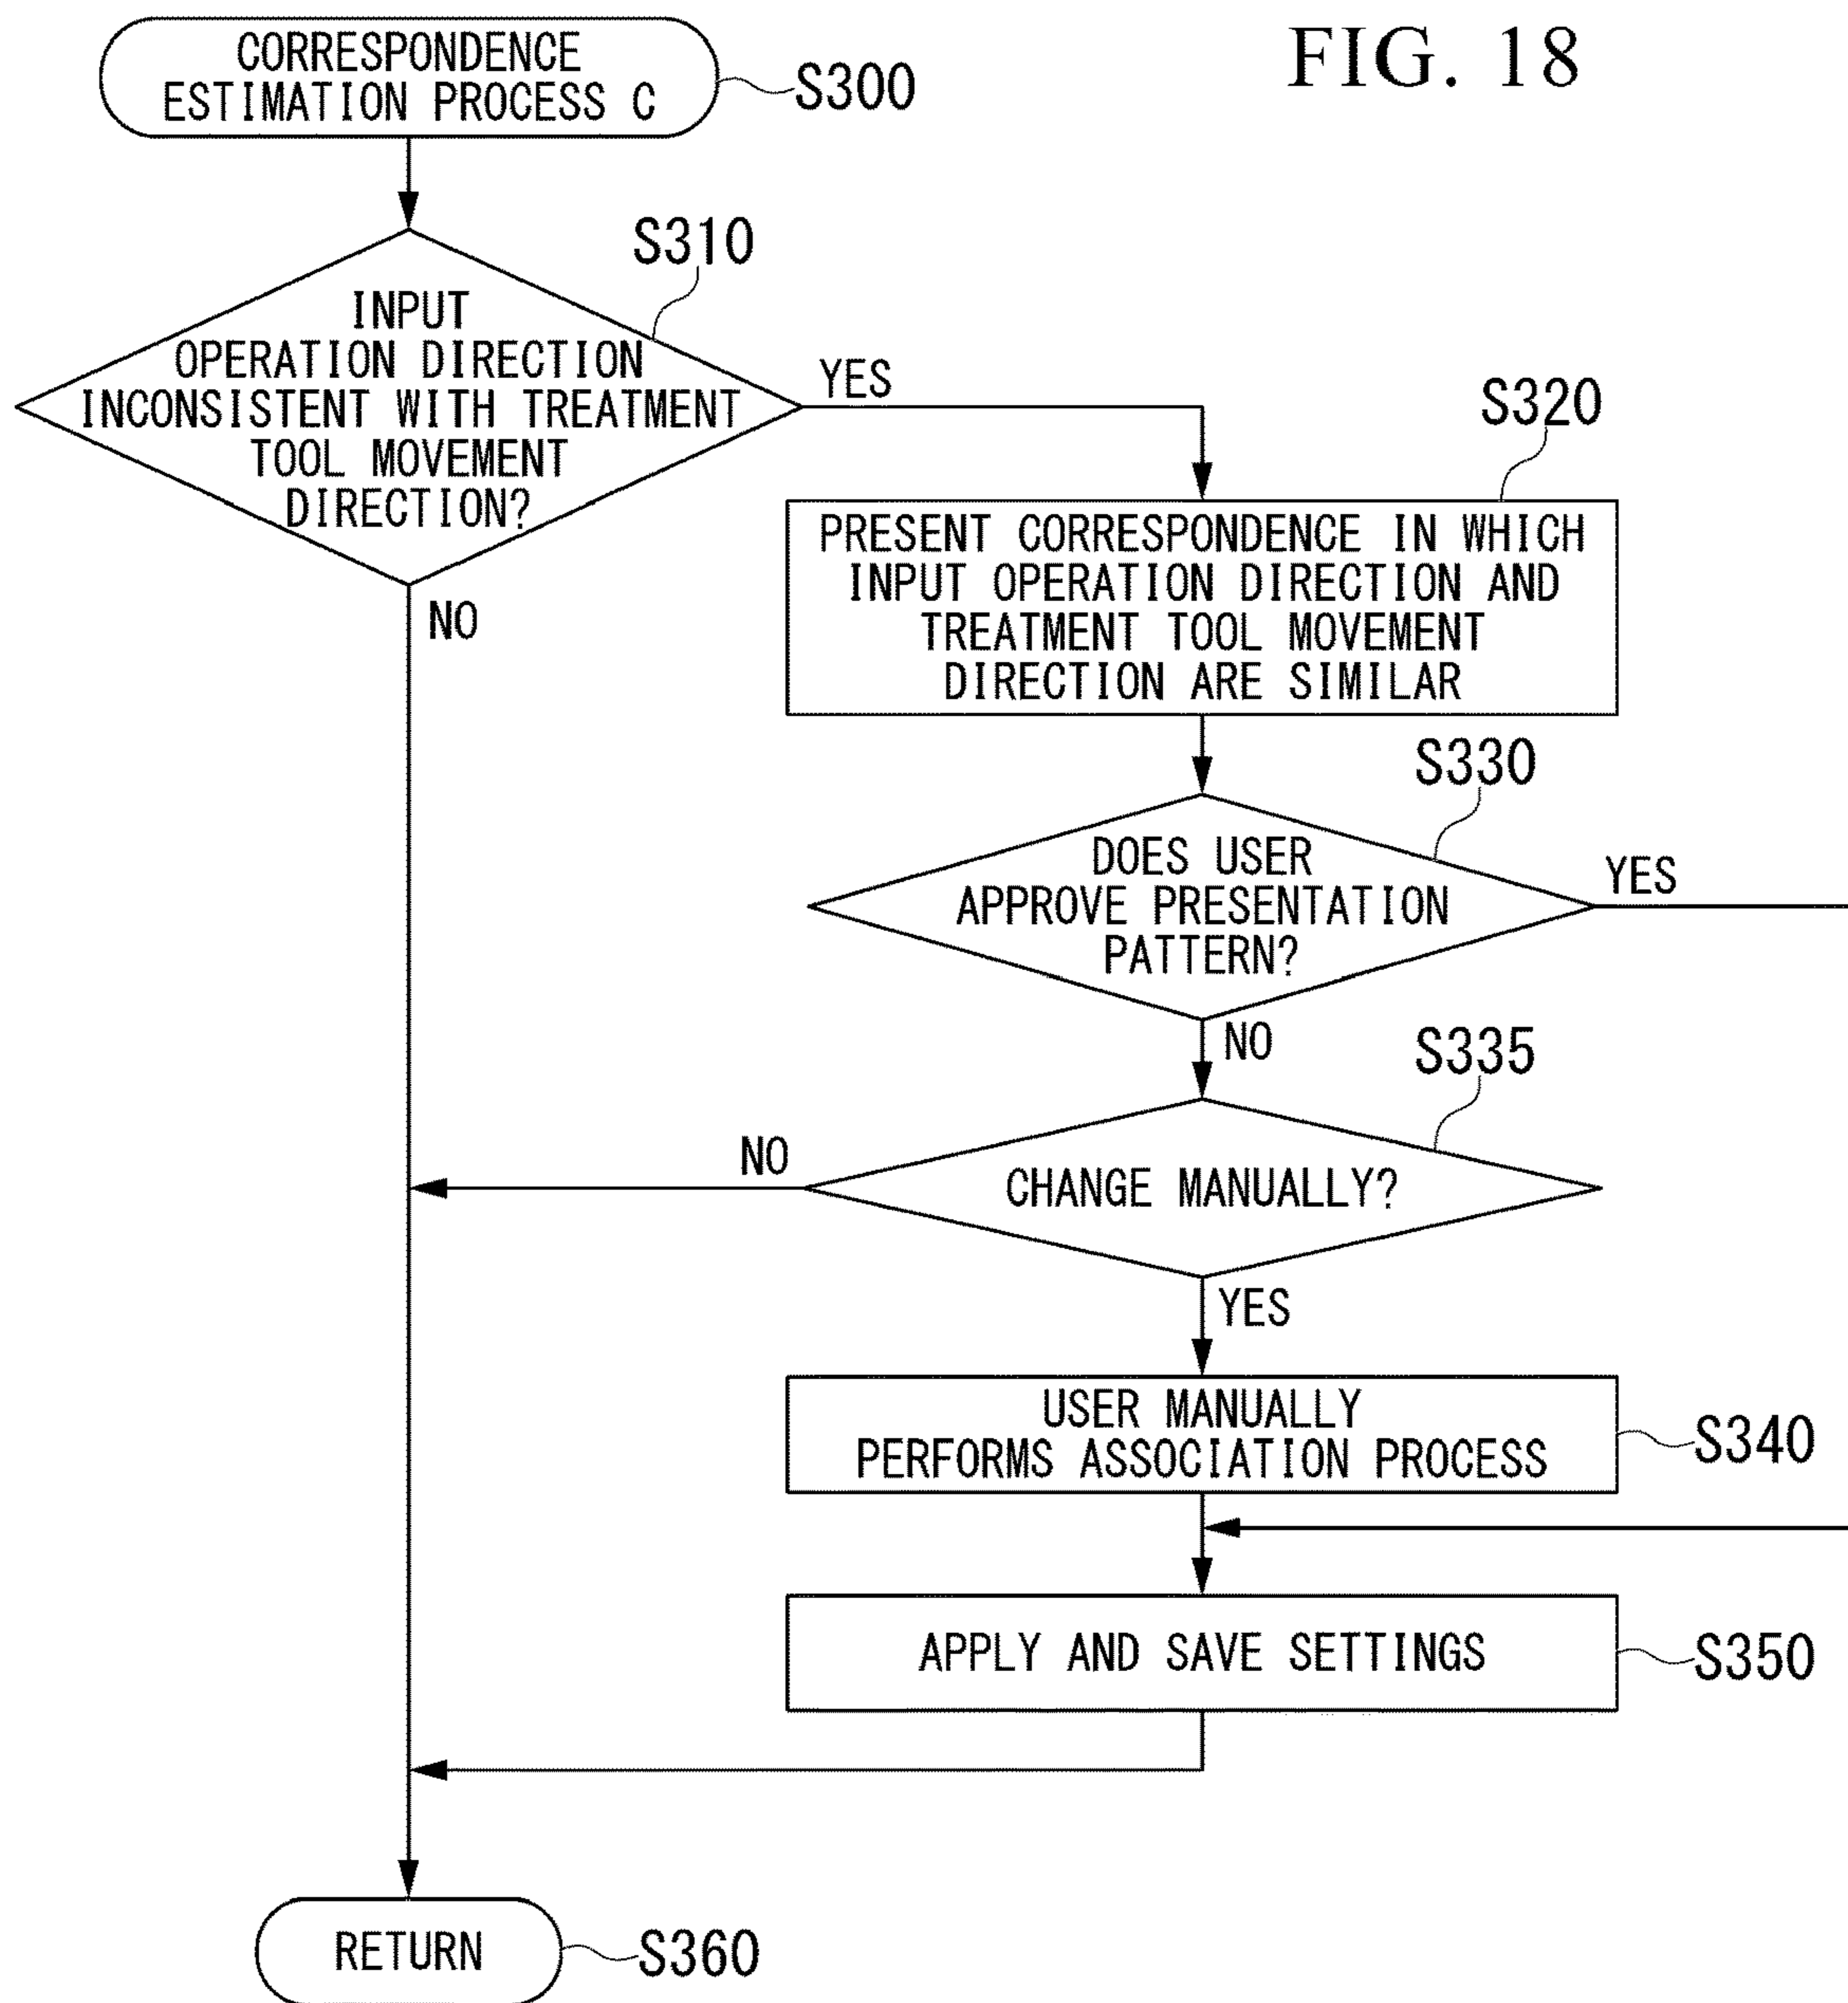 FIG. 18
CORRESPONDENCE
ESTIMATION PROCESS C
S300
S310
INPUT
OPERATION DIRECTION
INCONSISTENT WITH TREATMENT
TOOL MOVEMENT
DIRECTION?
YES
NO
S320
PRESENT CORRESPONDENCE IN WHICH
INPUT OPERATION DIRECTION AND
TREATMENT TOOL MOVEMENT
DIRECTION ARE SIMILAR
S330
DOES USER
APPROVE PRESENTATION
PATTERN?
YES
NO
S335
CHANGE MANUALLY?
NO
YES
USER MANUALLY
PERFORMS ASSOCIATION PROCESS
S340
APPLY AND SAVE SETTINGS
S350
RETURN
S360